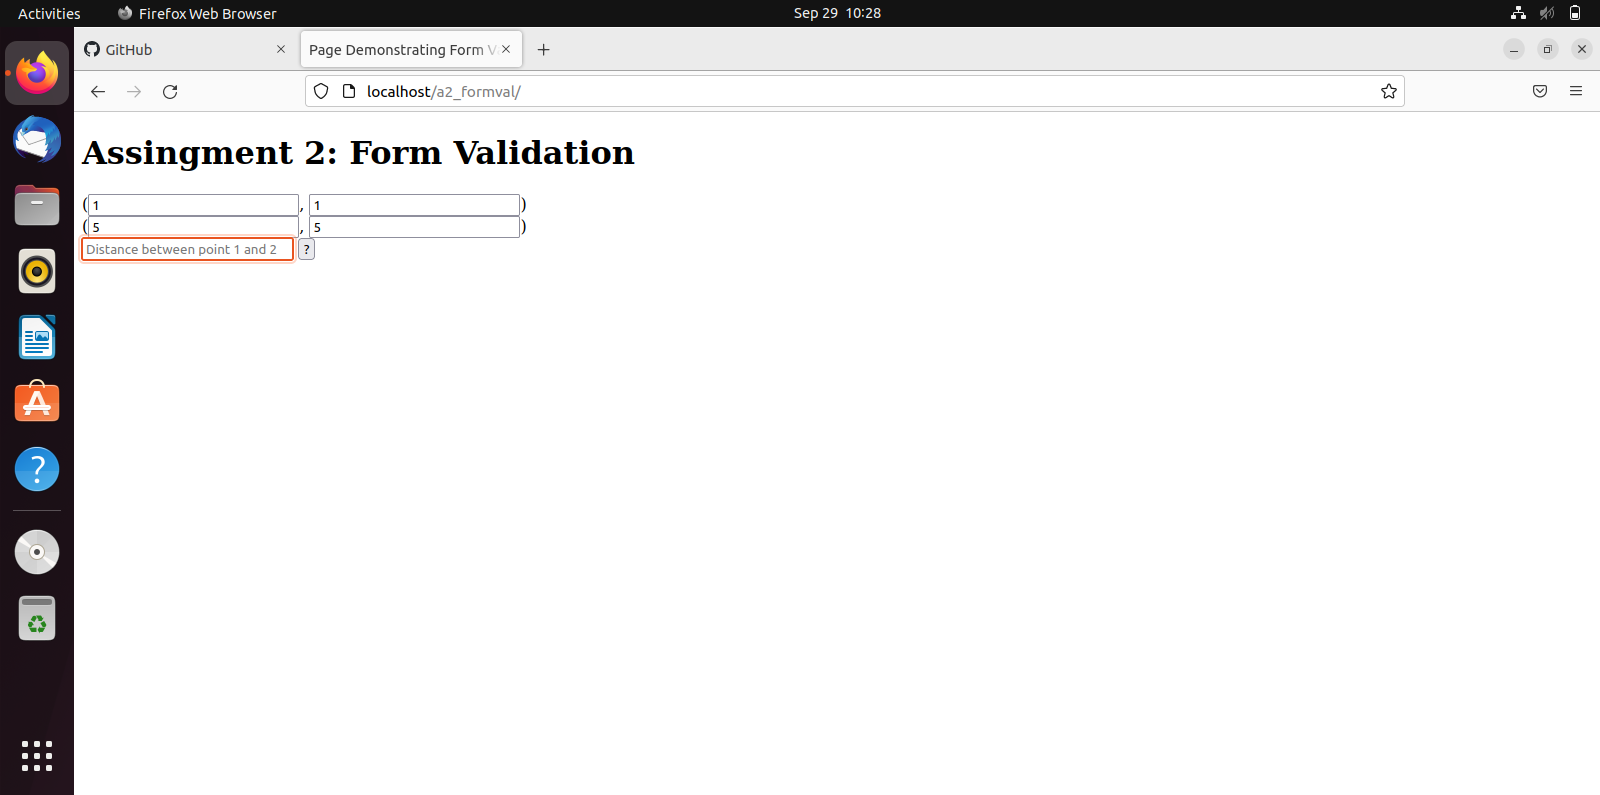 Activities Firefox Web Browser Sep 29 10:28
GitHub Page Demonstrating Form V
localhost/a2_formval/
Assingment 2: Form Validation
(1, 1)
(5, 5)
Distance between point 1 and 2 ?